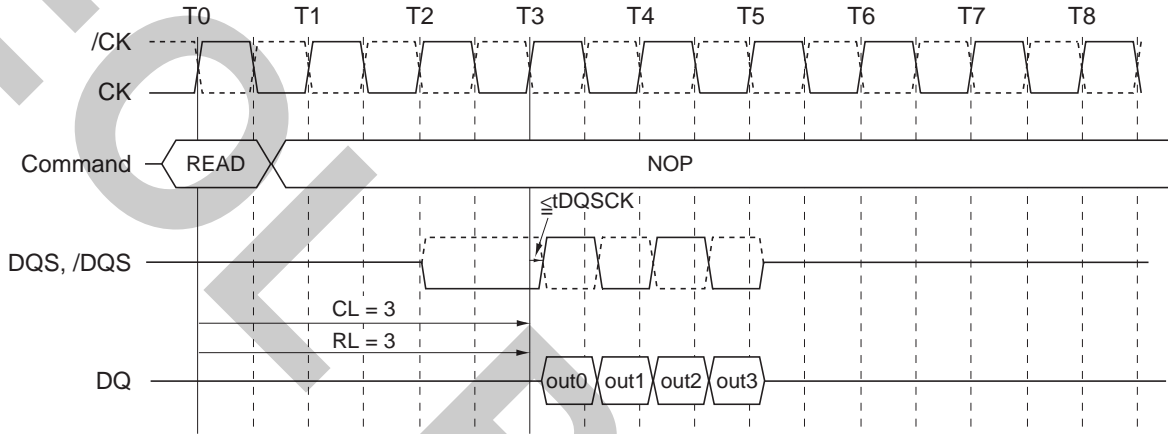 T0 T1 T2 T3 T4 T5 T6 T7 T8
/CK
CK
Command READ NOP
≦tDQSCK
DQS, /DQS
CL = 3
RL = 3
DQ out0 out1 out2 out3